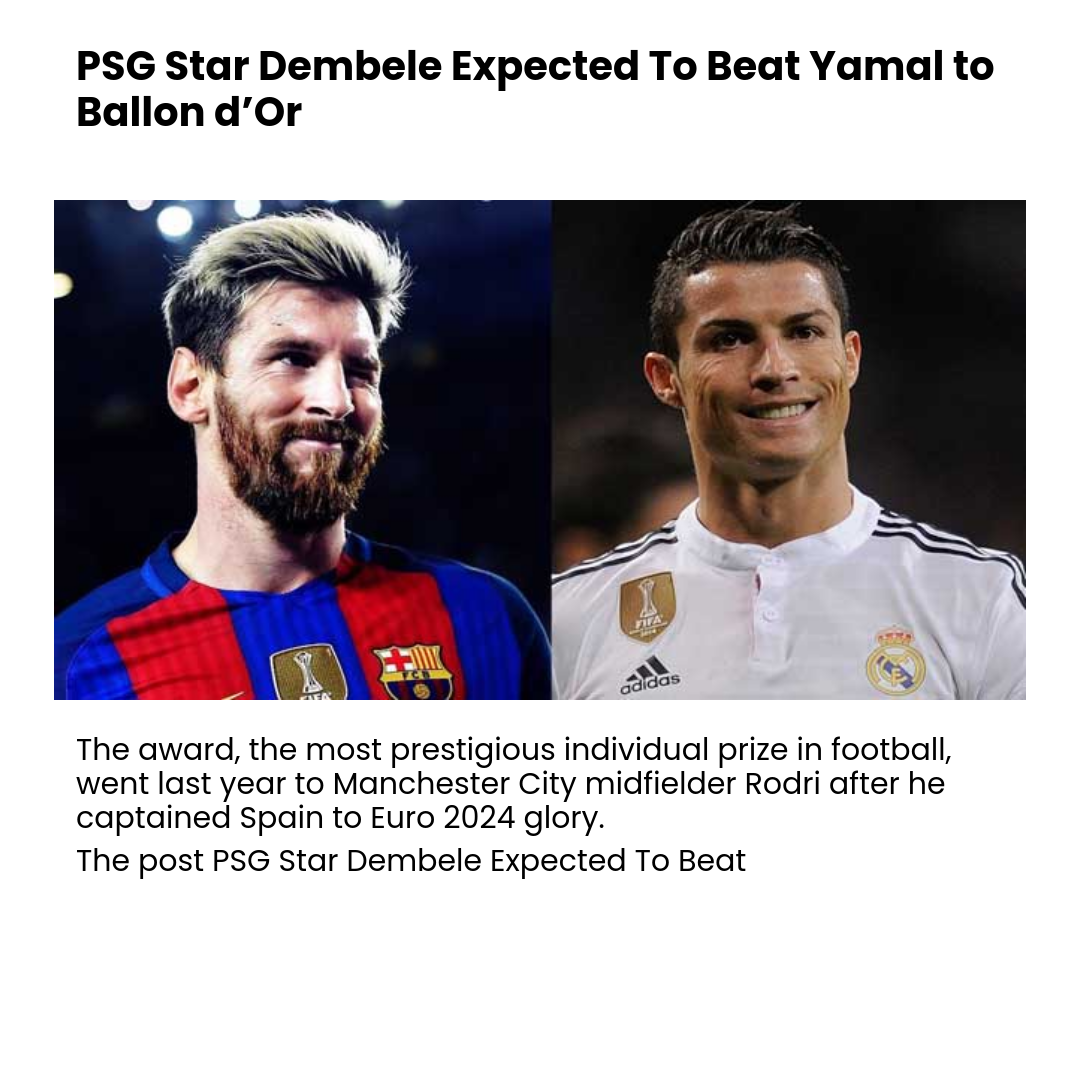 PSG Star Dembele Expected To Beat Yamal to
Ballon d’Or
FIFA
FCB
FIFA
2014
adidas
The award, the most prestigious individual prize in football,
went last year to Manchester City midfielder Rodri after he
captained Spain to Euro 2024 glory.
The post PSG Star Dembele Expected To Beat